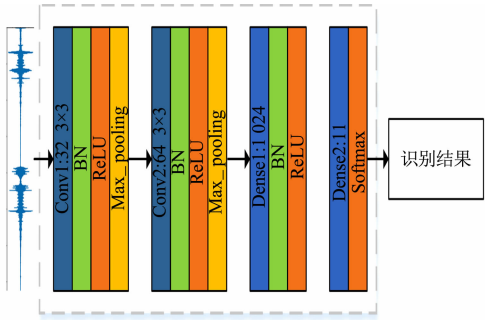 Conv1:32 3×3
BN
ReLU
Max_pooling
Conv2:64 3×3
BN
ReLU
Max_pooling
Dense1:1 024
BN
ReLU
Dense2:11
Softmax
识别结果